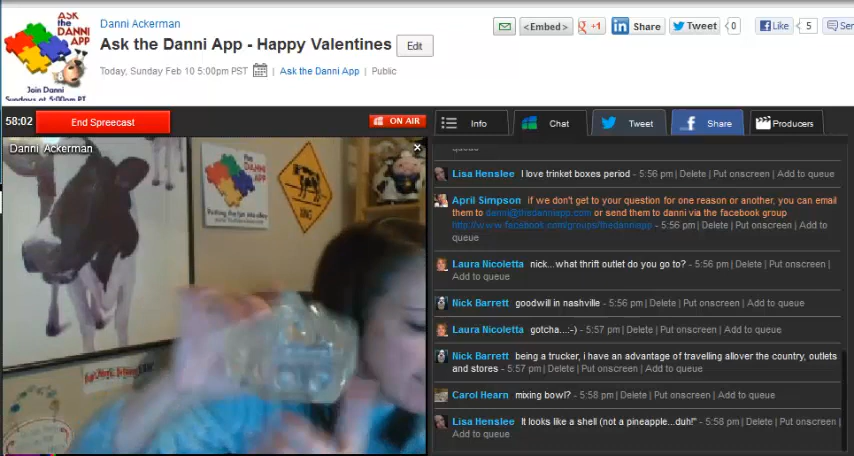 ASK
the
DANNI
APP
Join Danni
Sundays at 5:00pm PT
Danni Ackerman
Ask the Danni App - Happy Valentines
Edit
Today, Sunday Feb 10 5:00pm PST | Ask the Danni App | Public
<Embed>
+1
Share
Tweet
0
Like
5
Sen
58:02
End Spreecast
ON AIR
Info
Chat
Tweet
Share
Producers
Danni Ackerman
ASK
the
DANNI
APP
XING
queue
Lisa Henslee I love trinket boxes period - 5:56 pm | Delete | Put onscreen | Add to queue
April Simpson If we don't get to your question for one reason or another, you can email
them to danni@thedanniapp.com or send them to danni via the facebook group
http://www.facebook.com/groups/thedanniapp - 5:56 pm | Delete | Put onscreen | Add to
queue
Laura Nicoletta nick...what thrift outlet do you go to? - 5:56 pm | Delete | Put onscreen |
Add to queue
Nick Barrett goodwill in nashville - 5:56 pm | Delete | Put onscreen | Add to queue
Laura Nicoletta gotcha...:-) - 5:57 pm | Delete | Put onscreen | Add to queue
Nick Barrett being a trucker, i have an advantage of travelling allover the country, outlets
and stores - 5:57 pm | Delete | Put onscreen | Add to queue
Carol Hearn mixing bowl? - 5:58 pm | Delete | Put onscreen | Add to queue
Lisa Henslee It looks like a shell (not a pineapple...duh!" - 5:58 pm | Delete | Put onscreen |
Add to queue